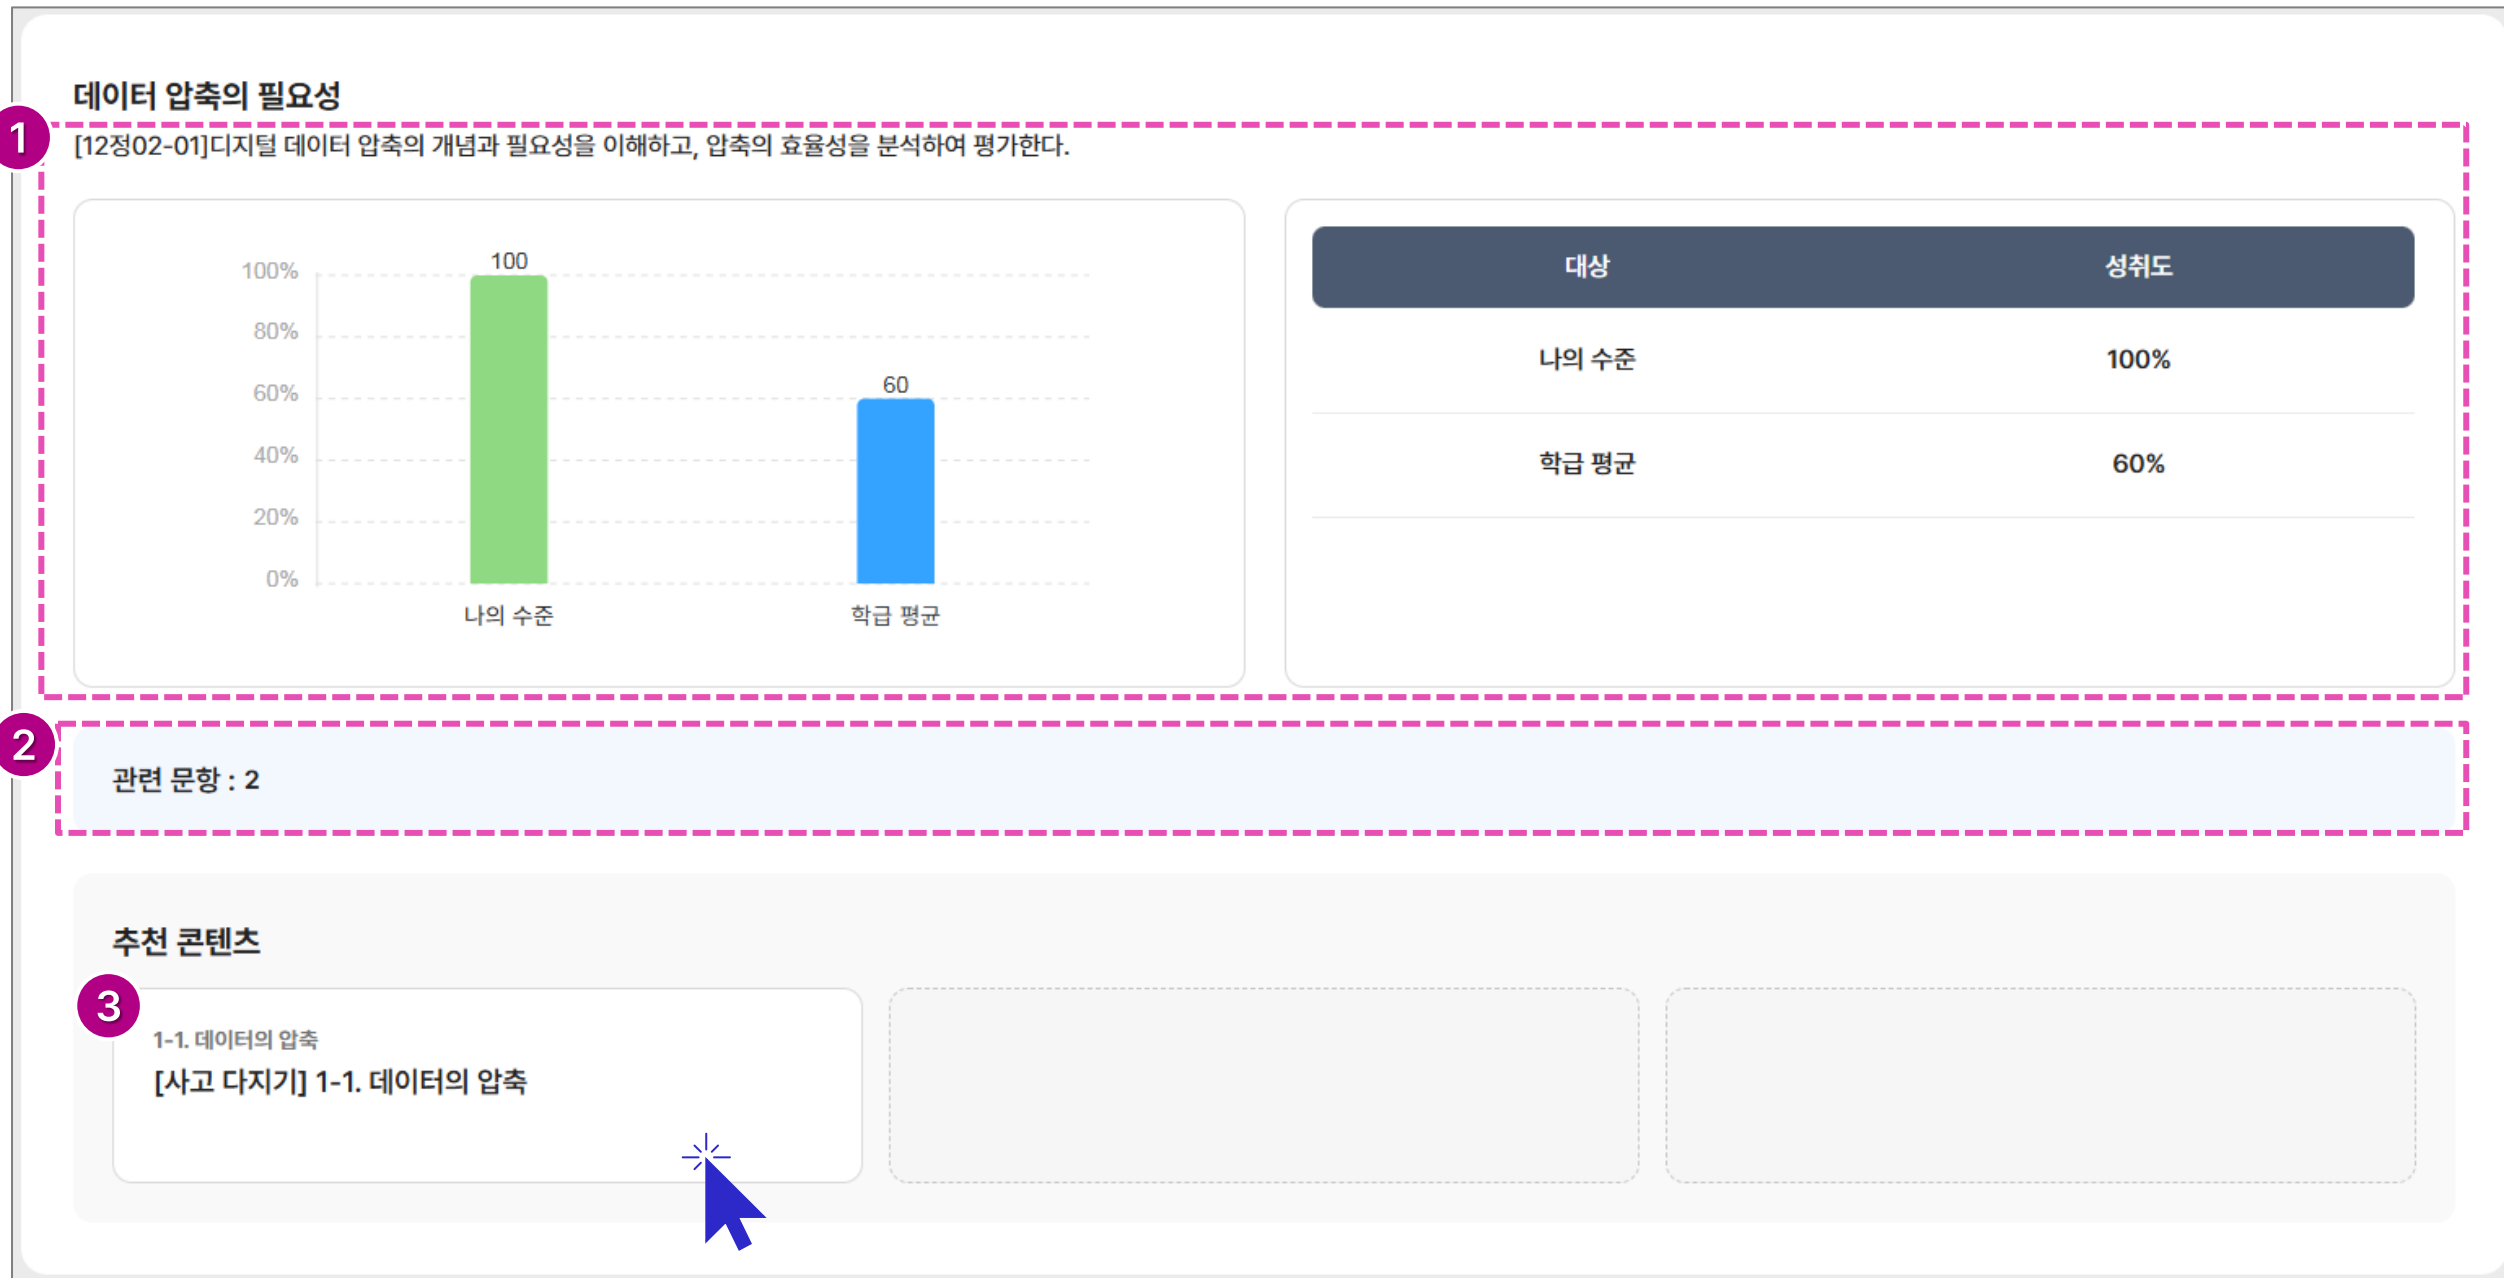 데이터 압축의 필요성
1
[12정02-01]디지털 데이터 압축의 개념과 필요성을 이해하고, 압축의 효율성을 분석하여 평가한다.
100%
80%
60%
40%
20%
0%
100
60
나의 수준
학급 평균
대상 성취도
나의 수준 100%
학급 평균 60%
2
관련 문항 : 2
추천 콘텐츠
3
1-1. 데이터의 압축
[사고 다지기] 1-1. 데이터의 압축